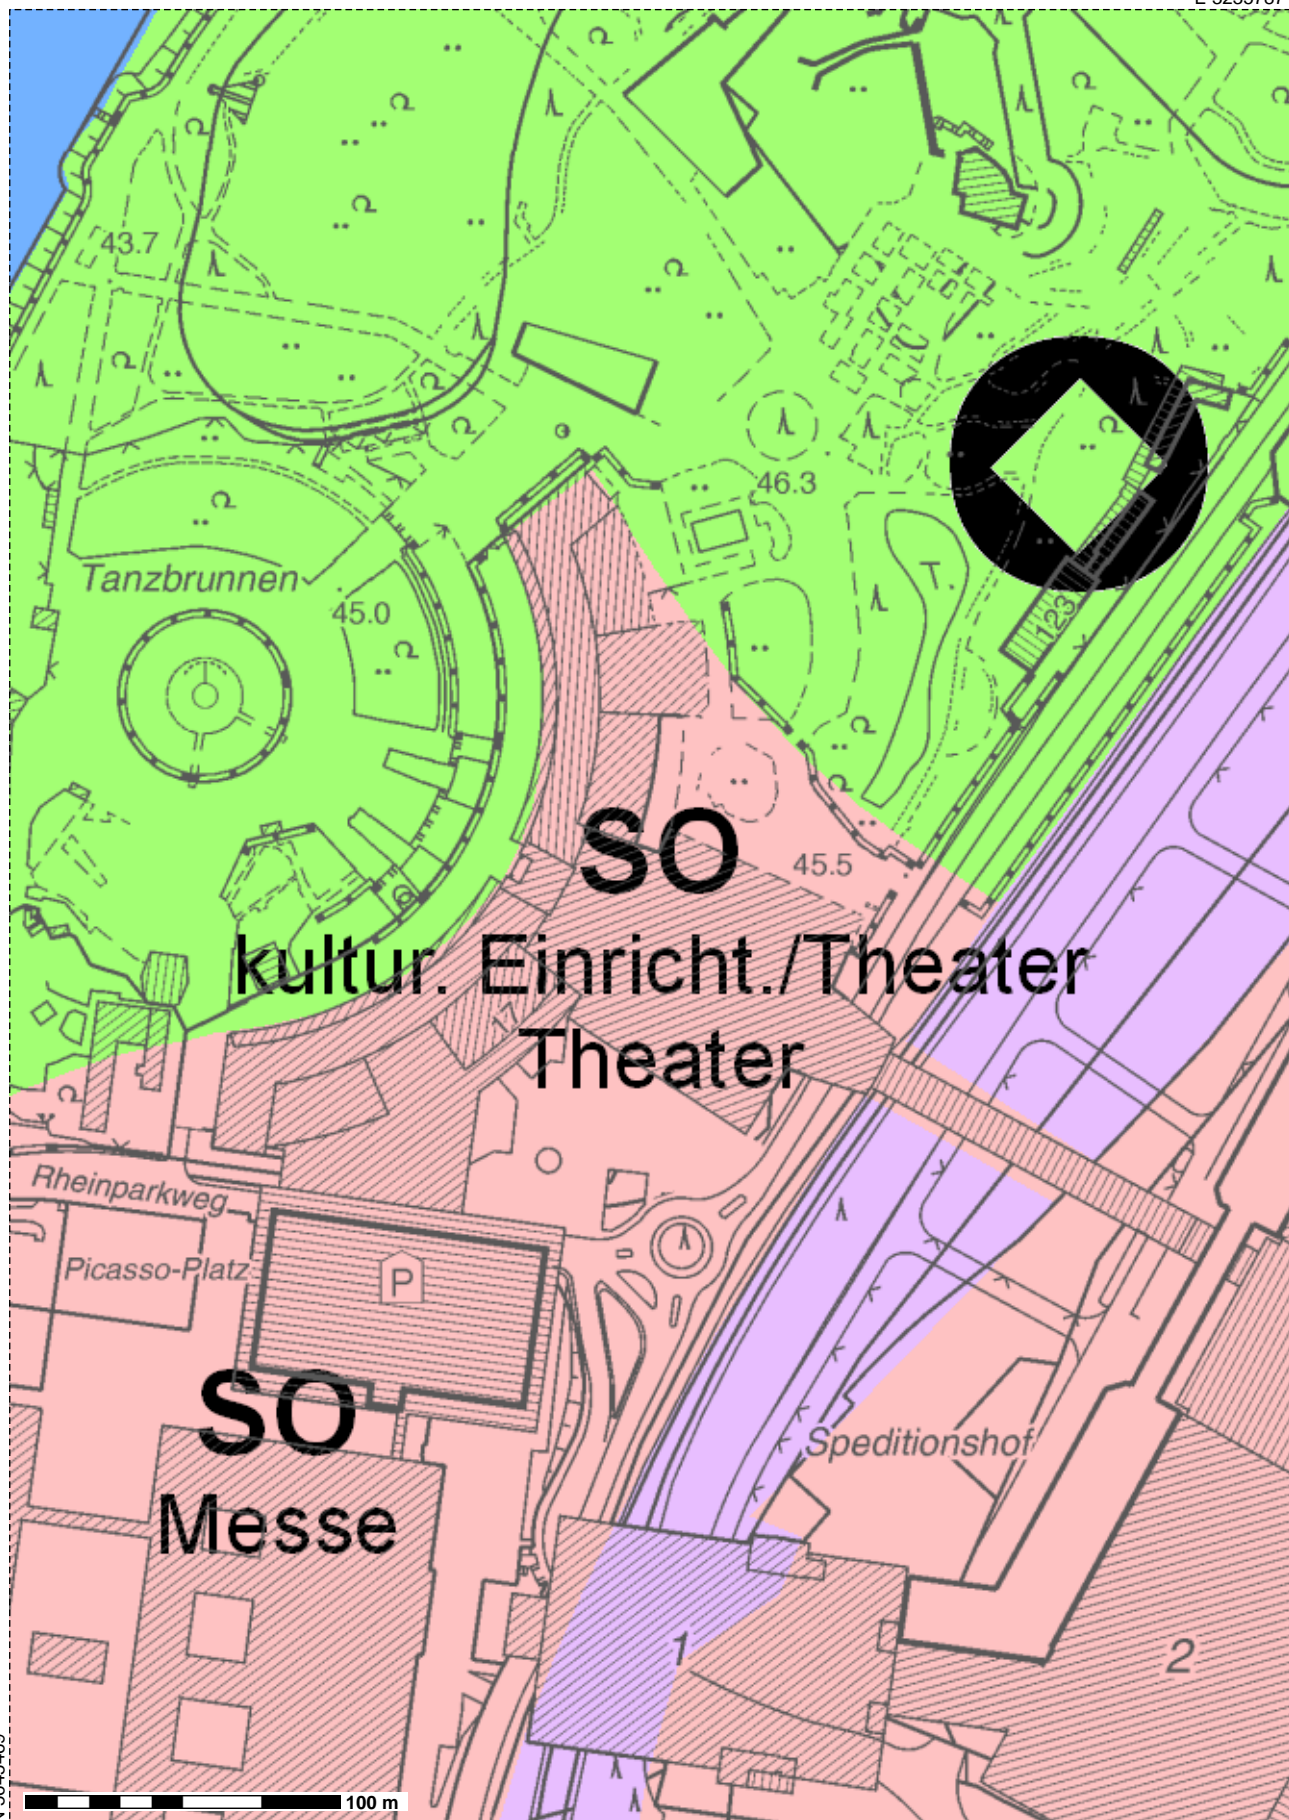 43.7
46.3
Tanzbrunnen
45.0
123
SO
45.5
kultur. Einricht./Theater
17
Theater
Rheinparkweg
Picasso-Platz
P
SO
Speditionshof
Messe
1
2
100 m